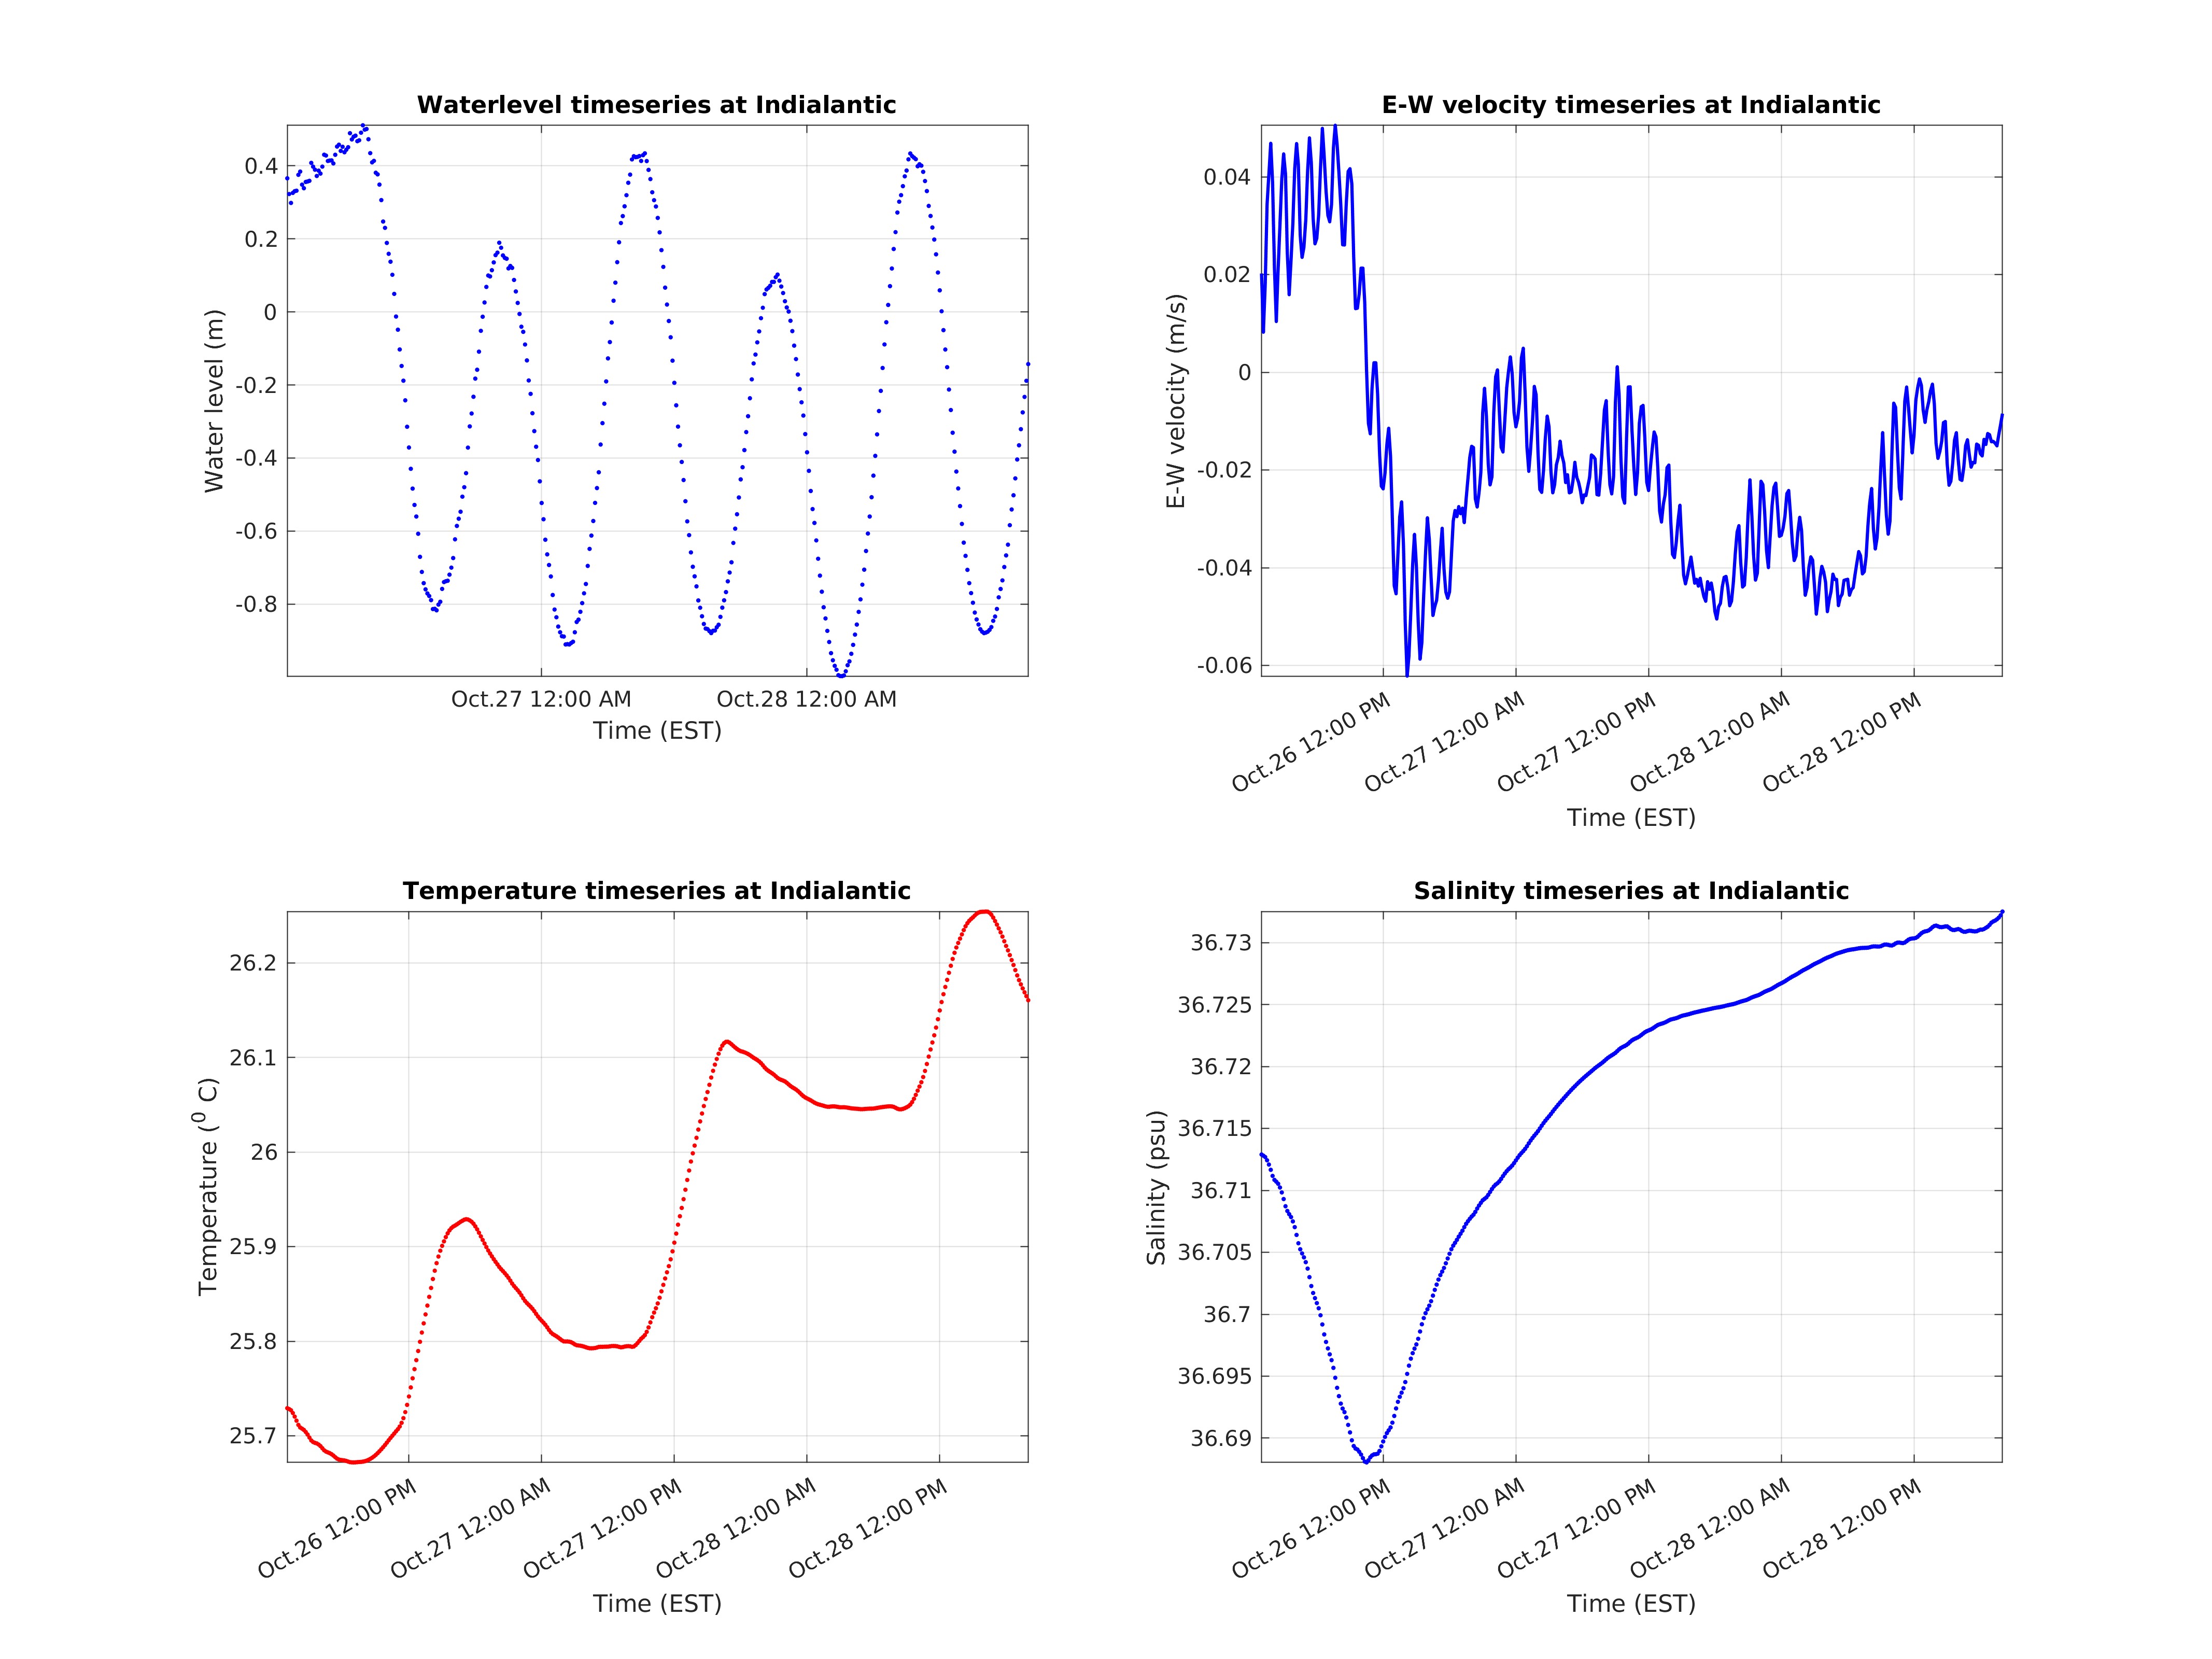 Waterlevel timeseries at Indialantic
0.4
0.2
0
-0.2
-0.4
-0.6
-0.8
Water level (m)
Oct.27 12:00 AM
Oct.28 12:00 AM
Time (EST)
E-W velocity timeseries at Indialantic
0.04
0.02
0
-0.02
-0.04
-0.06
E-W velocity (m/s)
Oct.26 12:00 PM
Oct.27 12:00 AM
Oct.27 12:00 PM
Oct.28 12:00 AM
Oct.28 12:00 PM
Time (EST)
Temperature timeseries at Indialantic
26.2
26.1
26
25.9
25.8
25.7
Temperature (⁰ C)
Oct.26 12:00 PM
Oct.27 12:00 AM
Oct.27 12:00 PM
Oct.28 12:00 AM
Oct.28 12:00 PM
Time (EST)
Salinity timeseries at Indialantic
36.73
36.725
36.72
36.715
36.71
36.705
36.7
36.695
36.69
Salinity (psu)
Oct.26 12:00 PM
Oct.27 12:00 AM
Oct.27 12:00 PM
Oct.28 12:00 AM
Oct.28 12:00 PM
Time (EST)